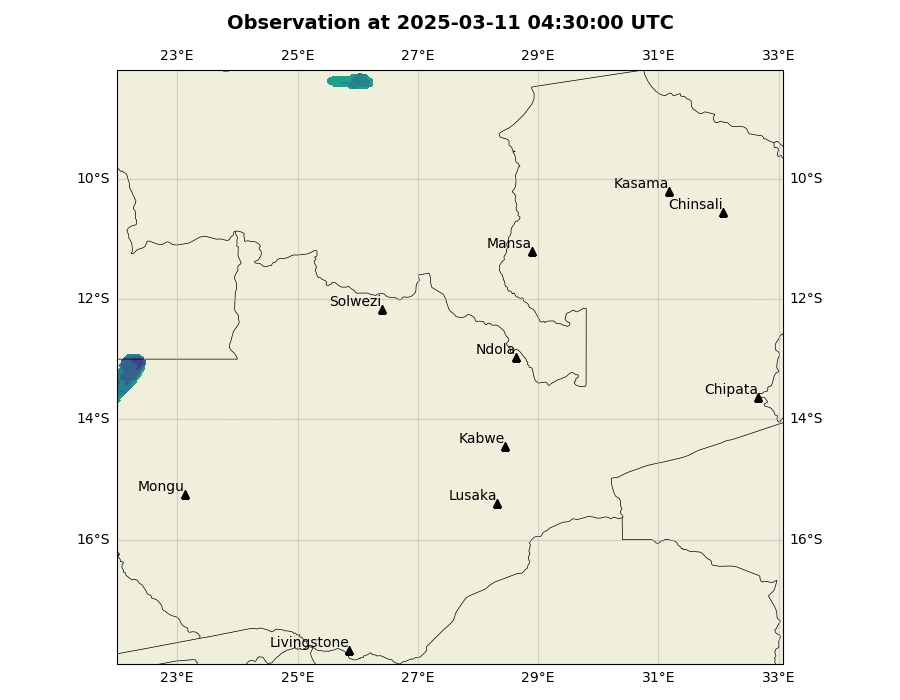 Observation at 2025-03-11 04:30:00 UTC
23°E 25°E 27°E 29°E 31°E 33°E
10°S 10°S
Kasama
Chinsali
Mansa
12°S 12°S
Solwezi
Ndola
Chipata
14°S 14°S
Kabwe
Mongu
Lusaka
16°S 16°S
Livingstone
23°E 25°E 27°E 29°E 31°E 33°E